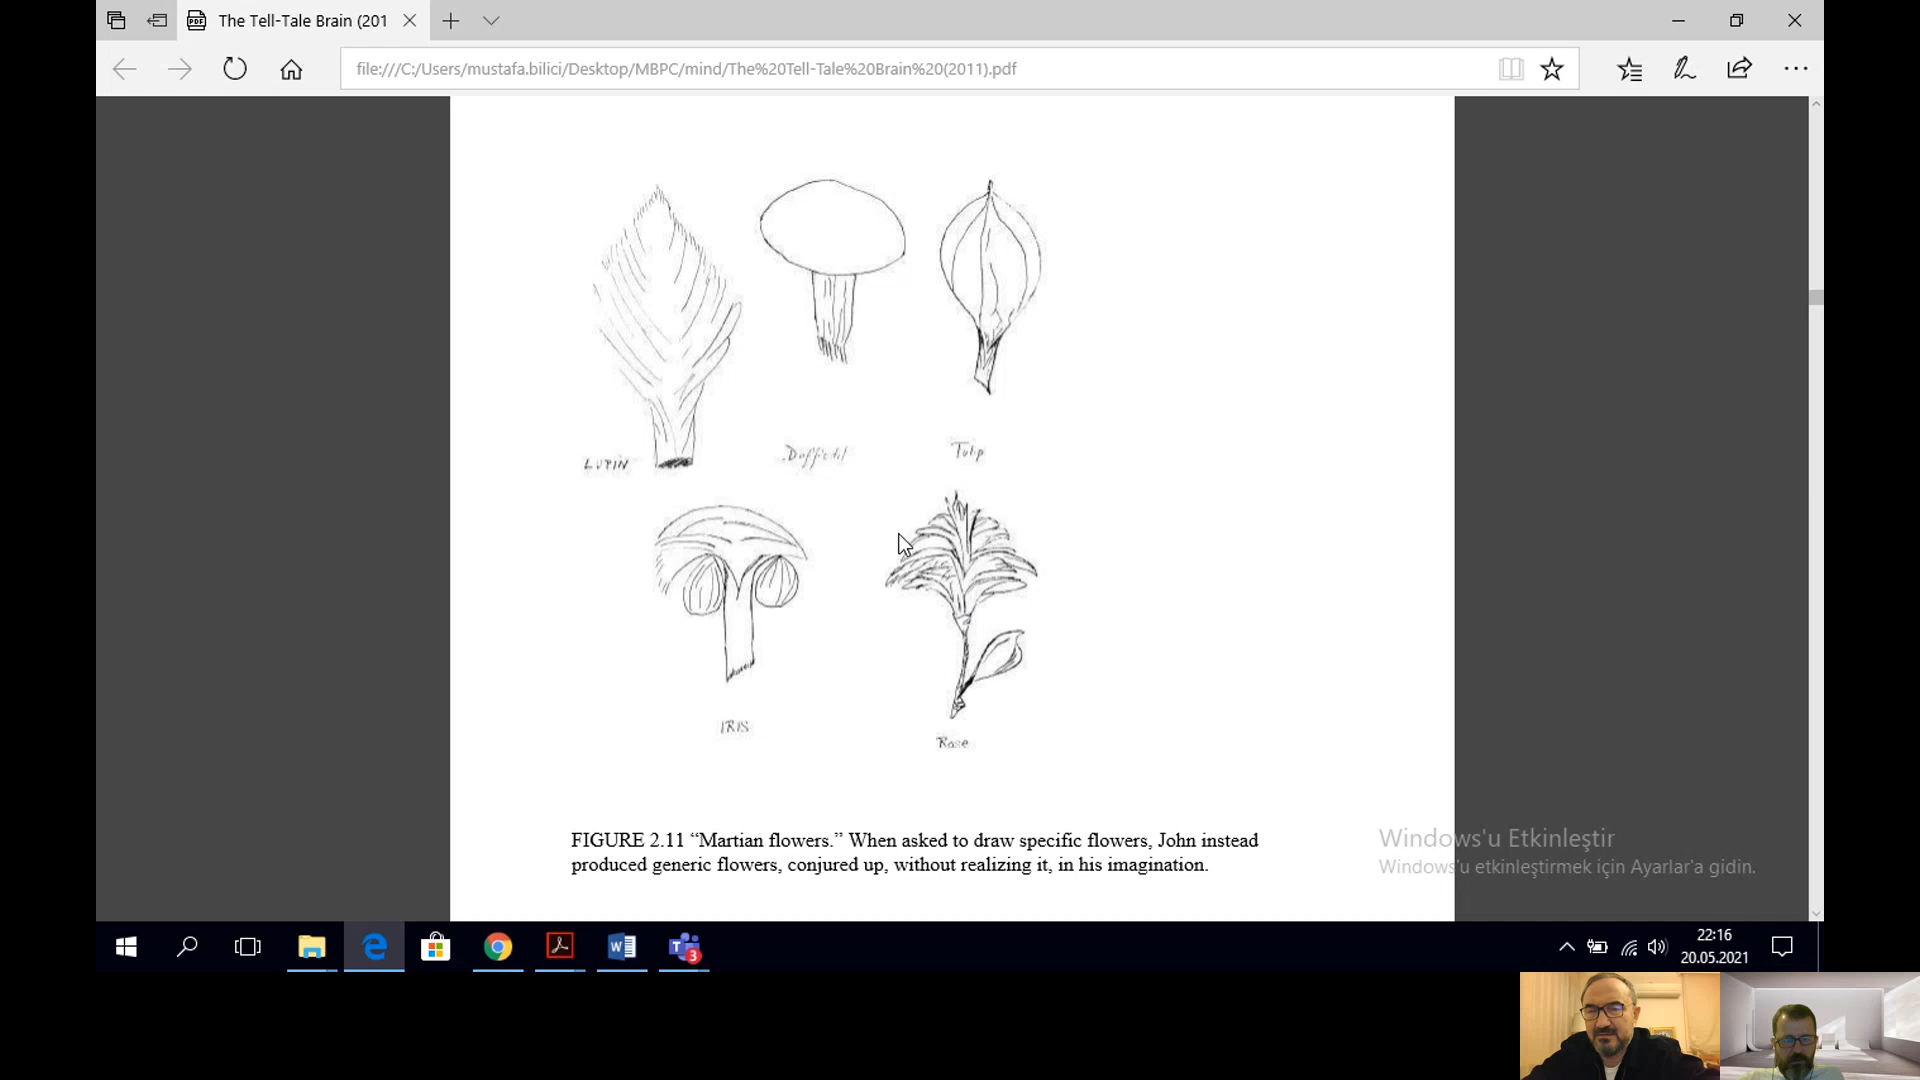 The Tell-Tale Brain (201
file:///C:/Users/mustafa.bilici/Desktop/MBPC/mind/The%20Tell-Tale%20Brain%20(2011).pdf
LUPIN
Daffodil
Tulip
IRIS
Rose
FIGURE 2.11 “Martian flowers.” When asked to draw specific flowers, John instead
produced generic flowers, conjured up, without realizing it, in his imagination.
Windows'u Etkinleştir
Windows'u etkinleştirmek için Ayarlar'a gidin.
3
22:16
20.05.2021